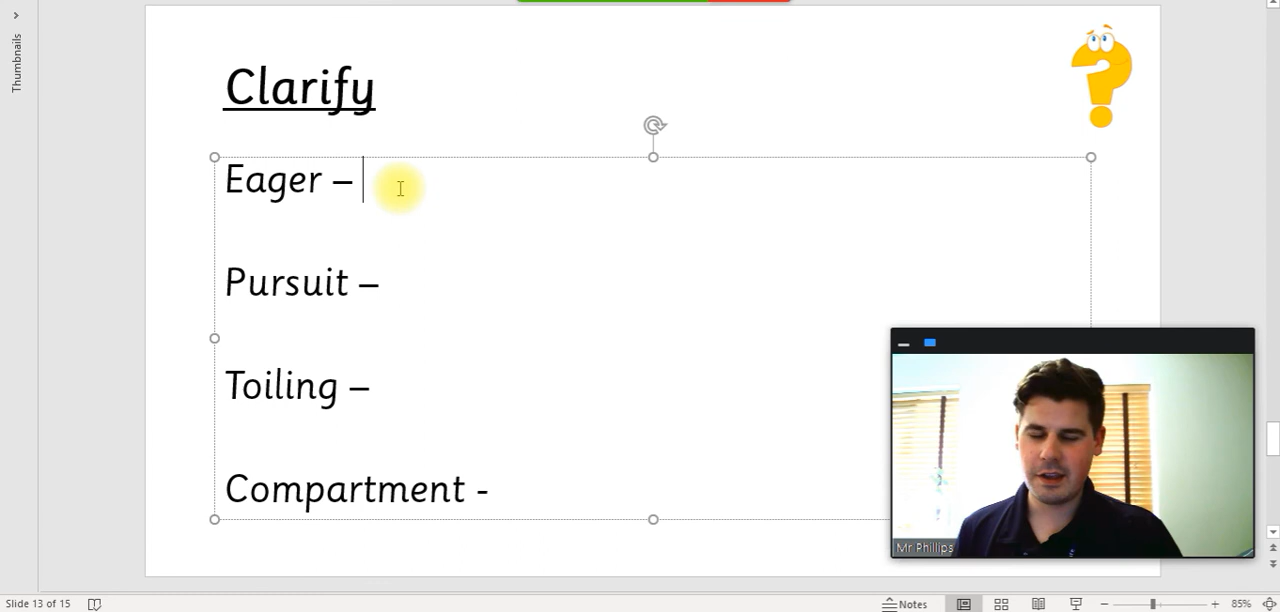 Thumbnails
Clarify
Eager –
Pursuit –
Toiling –
Compartment -
Mr Phillips
Slide 13 of 15
Notes
85%